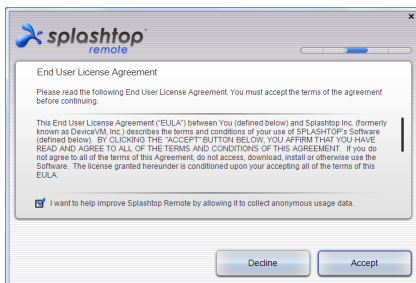 splashtop
remote
End User License Agreement
Please read the following End User License Agreement. You must accept the terms of the agreement
before continuing.
This End User License Agreement ("EULA") between You (defined below) and Splashtop Inc. (formerly
known as DeviceVM, Inc.) describes the terms and conditions of your use of SPLASHTOP's Software
(defined below). BY CLICKING THE "ACCEPT" BUTTON BELOW, YOU AFFIRM THAT YOU HAVE
READ AND AGREE TO ALL OF THE TERMS AND CONDITIONS OF THIS AGREEMENT. If you do
not agree to all of the terms of this Agreement, do not access, download, install or otherwise use the
Software. The license granted hereunder is conditioned upon your accepting all of the terms of this
EULA.
I want to help improve Splashtop Remote by allowing it to collect anonymous usage data.
Decline Accept